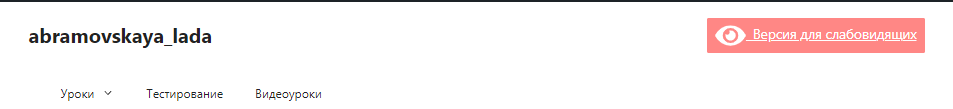 abramovskaya_lada
Версия для слабовидящих
Уроки
Тестирование
Видеоуроки